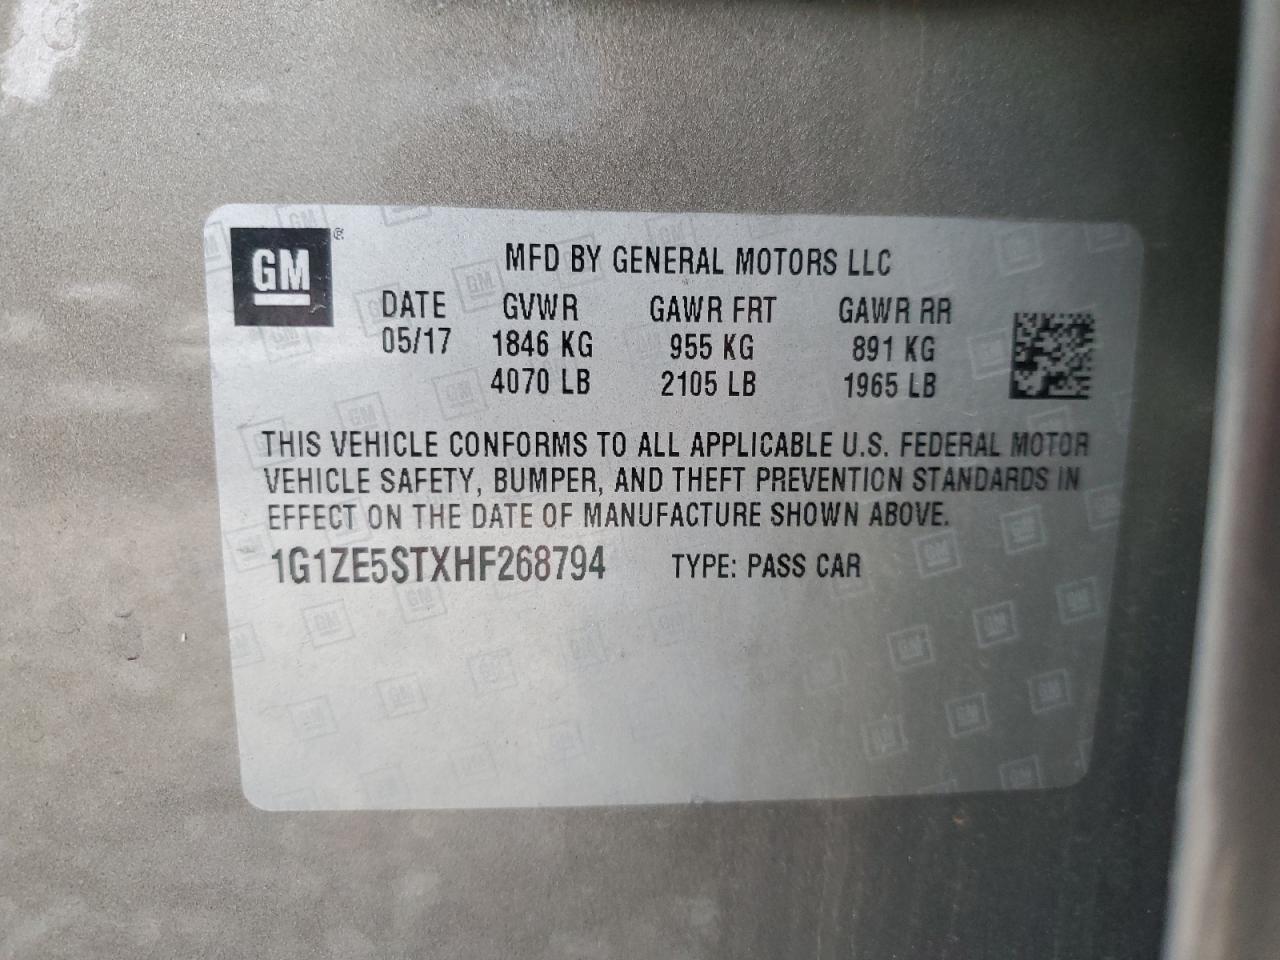 GM ®
MFD BY GENERAL MOTORS LLC
DATE GVWR GAWR FRT GAWR RR
05/17 1846 KG 955 KG 891 KG
4070 LB 2105 LB 1965 LB
THIS VEHICLE CONFORMS TO ALL APPLICABLE U.S. FEDERAL MOTOR
VEHICLE SAFETY, BUMPER, AND THEFT PREVENTION STANDARDS IN
EFFECT ON THE DATE OF MANUFACTURE SHOWN ABOVE.
1G1ZE5STXHF268794 TYPE: PASS CAR